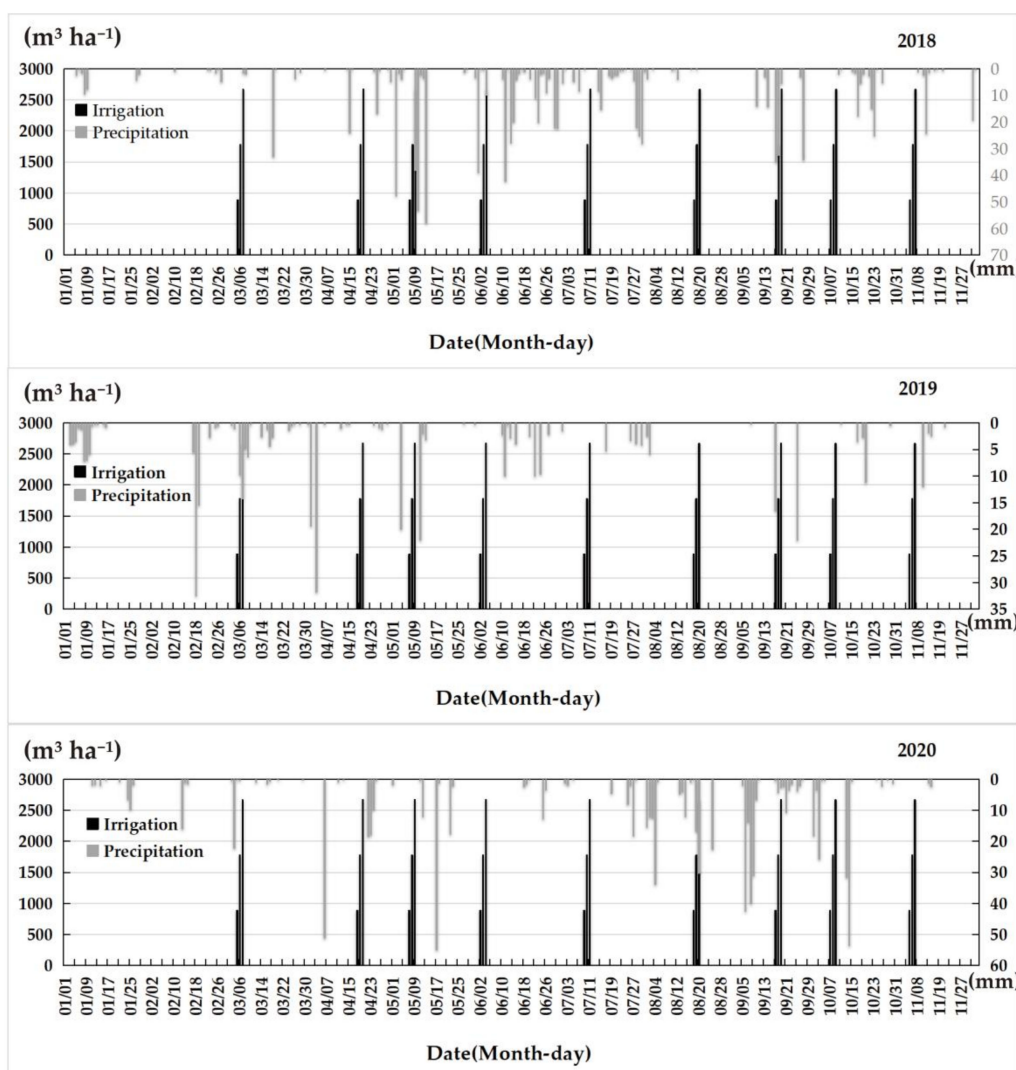 (m³ ha⁻¹)
2018
3000 0
2500 10
Irrigation
Precipitation
2000 20
1500 30
40
1000 50
500 60
0 70
(mm)
01/01 01/09 01/17 01/25 02/02 02/10 02/18 02/26 03/06 03/14 03/22 03/30 04/07 04/15 04/23 05/01 05/09 05/17 05/25 06/02 06/10 06/18 06/26 07/03 07/11 07/19 07/27 08/04 08/12 08/20 08/28 09/05 09/13 09/21 09/29 10/07 10/15 10/23 10/31 11/08 11/19 11/27
Date(Month-day)
(m³ ha⁻¹)
2019
3000 0
2500 5
Irrigation
Precipitation
2000 10
15
1500 20
1000 25
500 30
0 35
(mm)
01/01 01/09 01/17 01/25 02/02 02/10 02/18 02/26 03/06 03/14 03/22 03/30 04/07 04/15 04/23 05/01 05/09 05/17 05/25 06/02 06/10 06/18 06/26 07/03 07/11 07/19 07/27 08/04 08/12 08/20 08/28 09/05 09/13 09/21 09/29 10/07 10/15 10/23 10/31 11/08 11/19 11/27
Date(Month-day)
(m³ ha⁻¹)
2020
3000 0
2500 10
Irrigation
Precipitation
2000 20
1500 30
1000 40
500 50
0 60
(mm)
01/01 01/09 01/17 01/25 02/02 02/10 02/18 02/26 03/06 03/14 03/22 03/30 04/07 04/15 04/23 05/01 05/09 05/17 05/25 06/02 06/10 06/18 06/26 07/03 07/11 07/19 07/27 08/04 08/12 08/20 08/28 09/05 09/13 09/21 09/29 10/07 10/15 10/23 10/31 11/08 11/19 11/27
Date(Month-day)